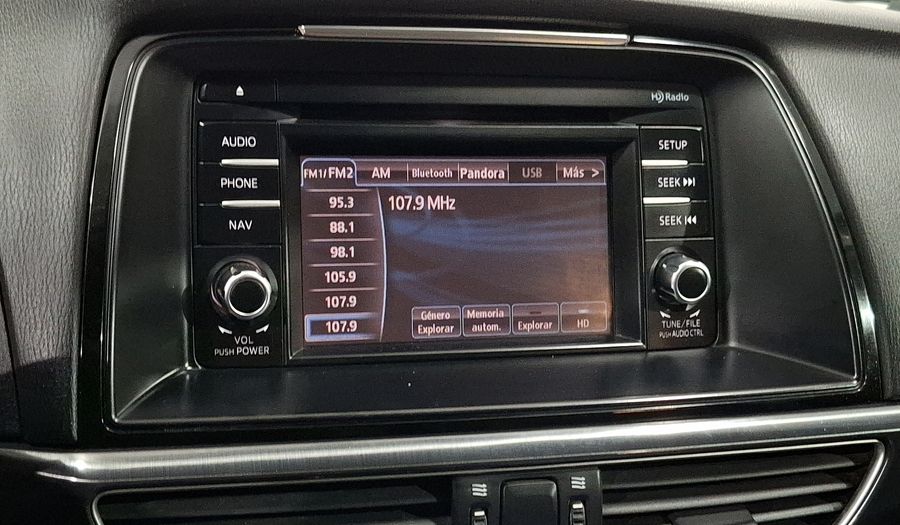 HD Radio
AUDIO
PHONE
NAV
VOL
PUSH POWER
FM1/FM2 AM Bluetooth Pandora USB Más >
95.3
88.1
98.1
105.9
107.9
107.9
107.9 MHz
Género
Explorar
Memoria
autom.
Explorar
HD
SETUP
SEEK
SEEK
TUNE/FILE
PUSH AUDIO CTRL